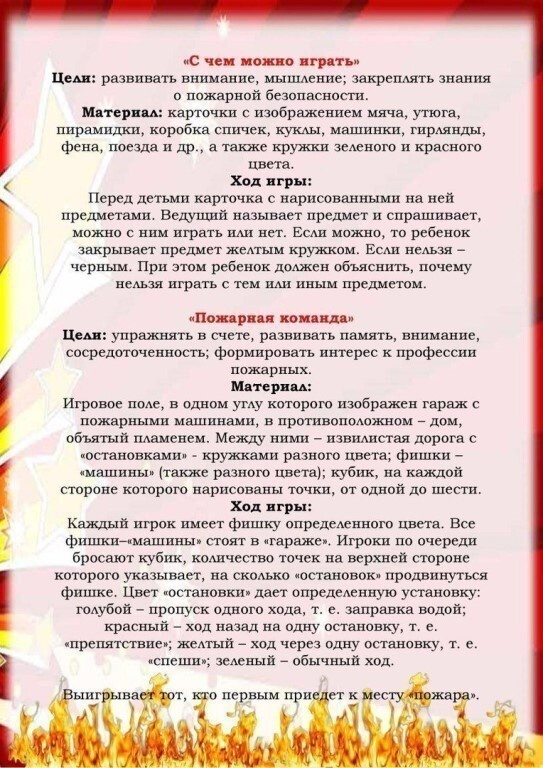 «С чем можно играть»
Цели: развивать внимание, мышление; закреплять знания
о пожарной безопасности.
Материал: карточки с изображением мяча, утюга,
пирамидки, коробка спичек, куклы, машинки, гирлянды,
фена, поезда и др., а также кружки зеленого и красного
цвета.
Ход игры:
Перед детьми карточка с нарисованными на ней
предметами. Ведущий называет предмет и спрашивает,
можно с ним играть или нет. Если можно, то ребенок
закрывает предмет желтым кружком. Если нельзя –
черным. При этом ребенок должен объяснить, почему
нельзя играть с тем или иным предметом.
«Пожарная команда»
Цели: упражнять в счете, развивать память, внимание,
сосредоточенность; формировать интерес к профессии
пожарных.
Материал:
Игровое поле, в одном углу которого изображен гараж с
пожарными машинами, в противоположном – дом,
объятый пламенем. Между ними – извилистая дорога с
«остановками» - кружками разного цвета; фишки –
«машины» (также разного цвета); кубик, на каждой
стороне которого нарисованы точки, от одной до шести.
Ход игры:
Каждый игрок имеет фишку определенного цвета. Все
фишки–«машины» стоят в «гараже». Игроки по очереди
бросают кубик, количество точек на верхней стороне
которого указывает, на сколько «остановок» продвинуться
фишке. Цвет «остановки» дает определенную установку:
голубой – пропуск одного хода, т. е. заправка водой;
красный – ход назад на одну остановку, т. е.
«препятствие»; желтый – ход через одну остановку, т. е.
«спеши»; зеленый – обычный ход.
Выигрывает тот, кто первым приедет к месту «пожара».